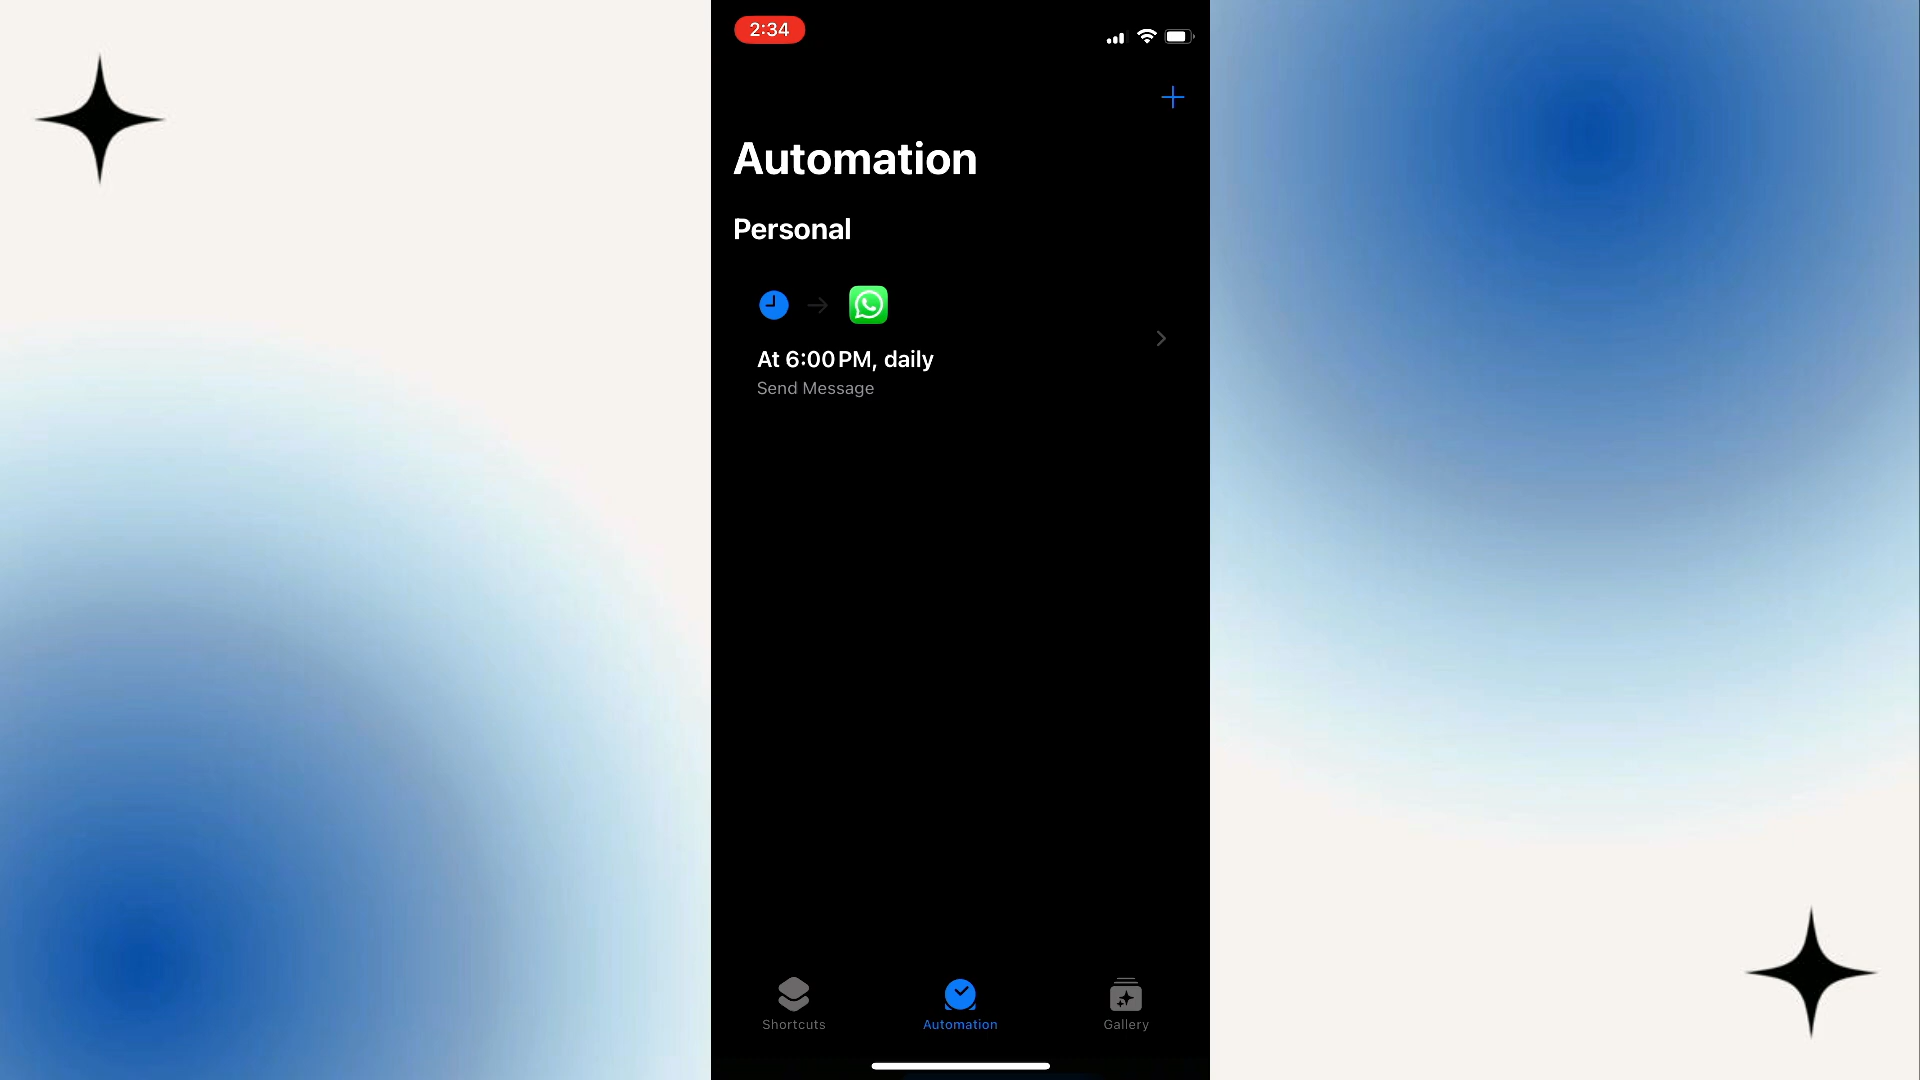 2:34
Automation
Personal
At 6:00 PM, daily
Send Message
Shortcuts
Automation
Gallery